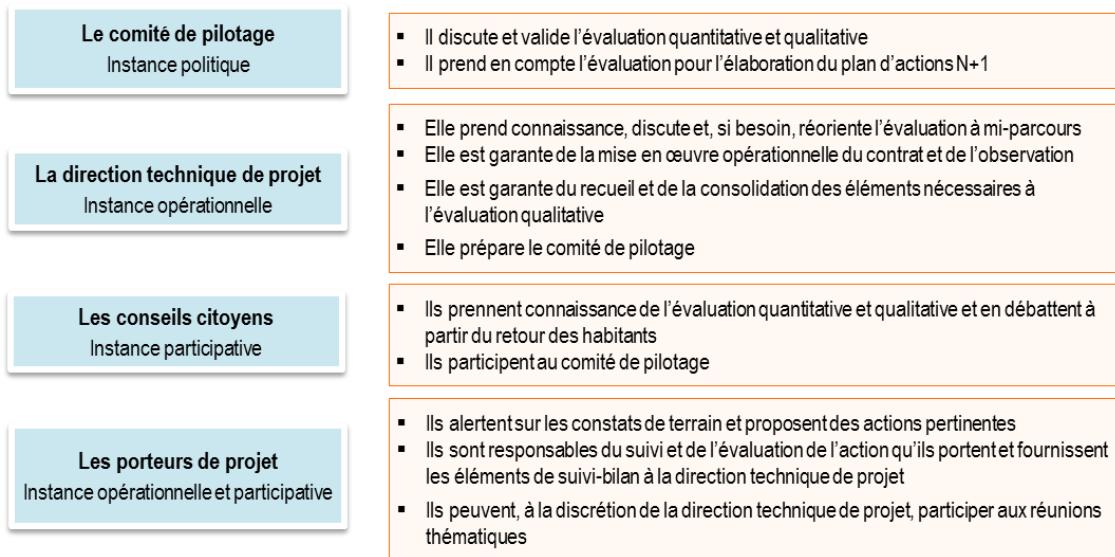 Le comité de pilotage
Instance politique
▪ Il discute et valide l’évaluation quantitative et qualitative
▪ Il prend en compte l’évaluation pour l’élaboration du plan d’actions N+1
La direction technique de projet
Instance opérationnelle
▪ Elle prend connaissance, discute et, si besoin, réoriente l’évaluation à mi-parcours
▪ Elle est garante de la mise en œuvre opérationnelle du contrat et de l’observation
▪ Elle est garante du recueil et de la consolidation des éléments nécessaires à
l’évaluation qualitative
▪ Elle prépare le comité de pilotage
Les conseils citoyens
Instance participative
▪ Ils prennent connaissance de l’évaluation quantitative et qualitative et en débattent à
partir du retour des habitants
▪ Ils participent au comité de pilotage
Les porteurs de projet
Instance opérationnelle et participative
▪ Ils alertent sur les constats de terrain et proposent des actions pertinentes
▪ Ils sont responsables du suivi et de l’évaluation de l’action qu’ils portent et fournissent
les éléments de suivi-bilan à la direction technique de projet
▪ Ils peuvent, à la discrétion de la direction technique de projet, participer aux réunions
thématiques